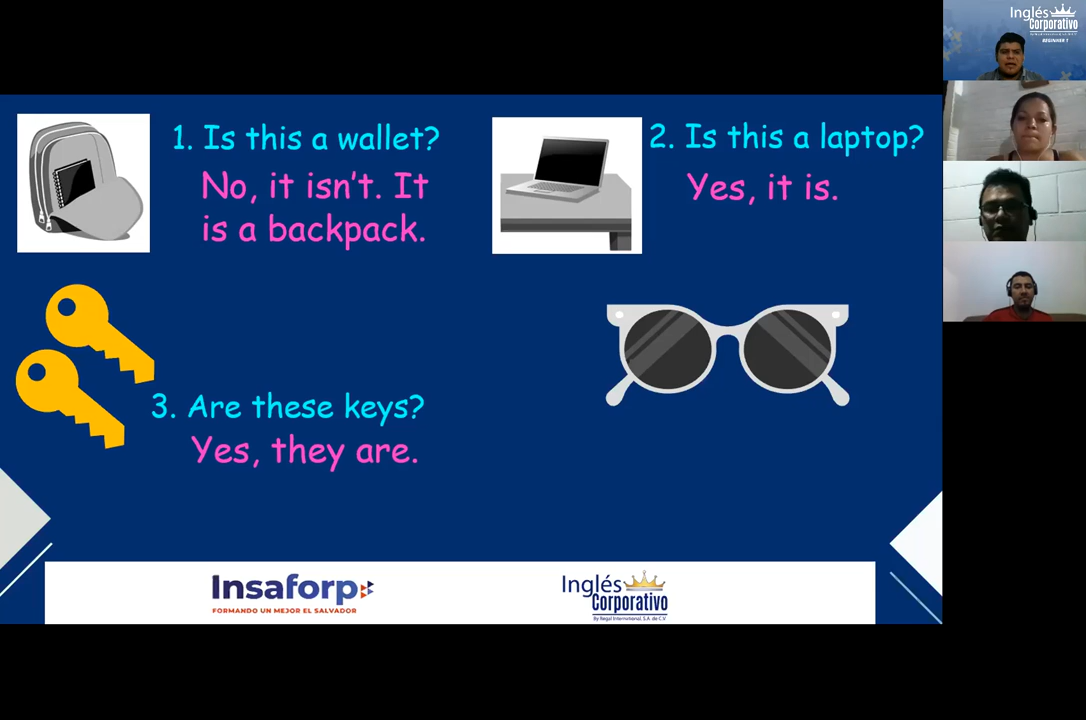 Inglés
Corporativo
BEGINNER 1
1. Is this a wallet?
No, it isn't. It
is a backpack.
2. Is this a laptop?
Yes, it is.
3. Are these keys?
Yes, they are.
Insaforp
FORMANDO UN MEJOR EL SALVADOR
Inglés
Corporativo
By Regal International, S.A. de C.V